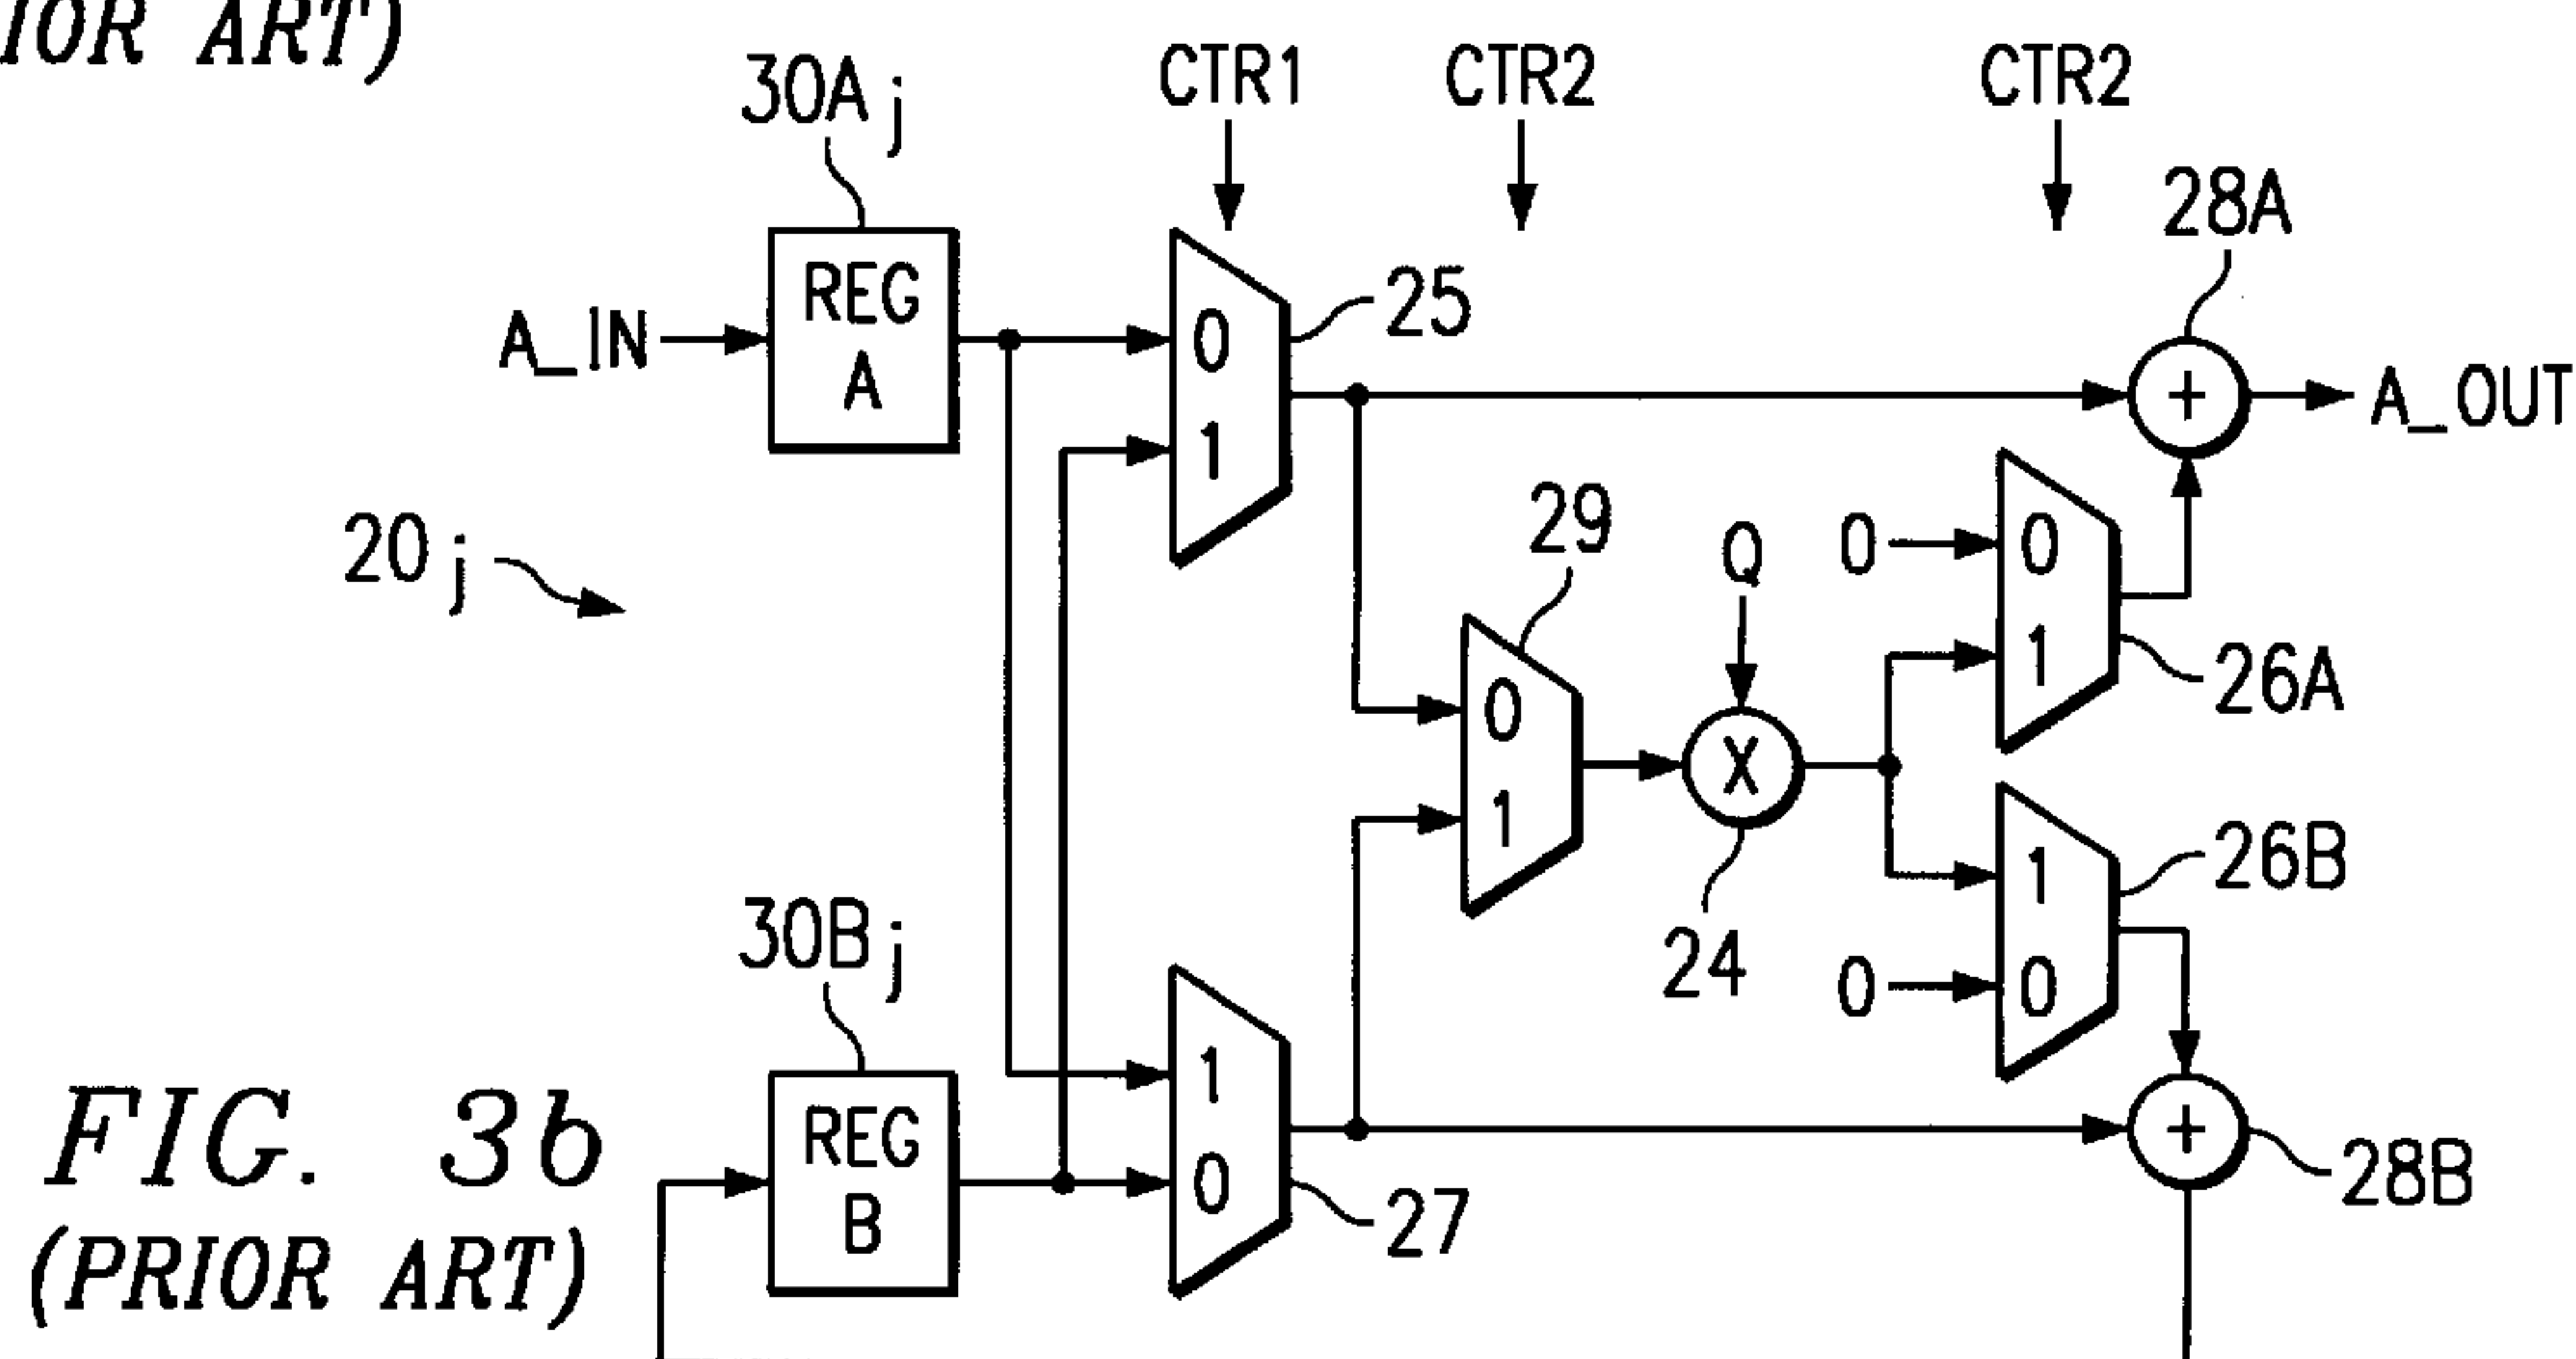 IOR ART)
30A j
CTR1
CTR2
CTR2
28A
REG
A
A_IN
0
1
25
+
A_OUT
20 j
29
Q
0
0
1
26A
0
1
X
24
30B j
1
0
0
26B
REG
B
1
0
27
+
28B
FIG. 3b
(PRIOR ART)